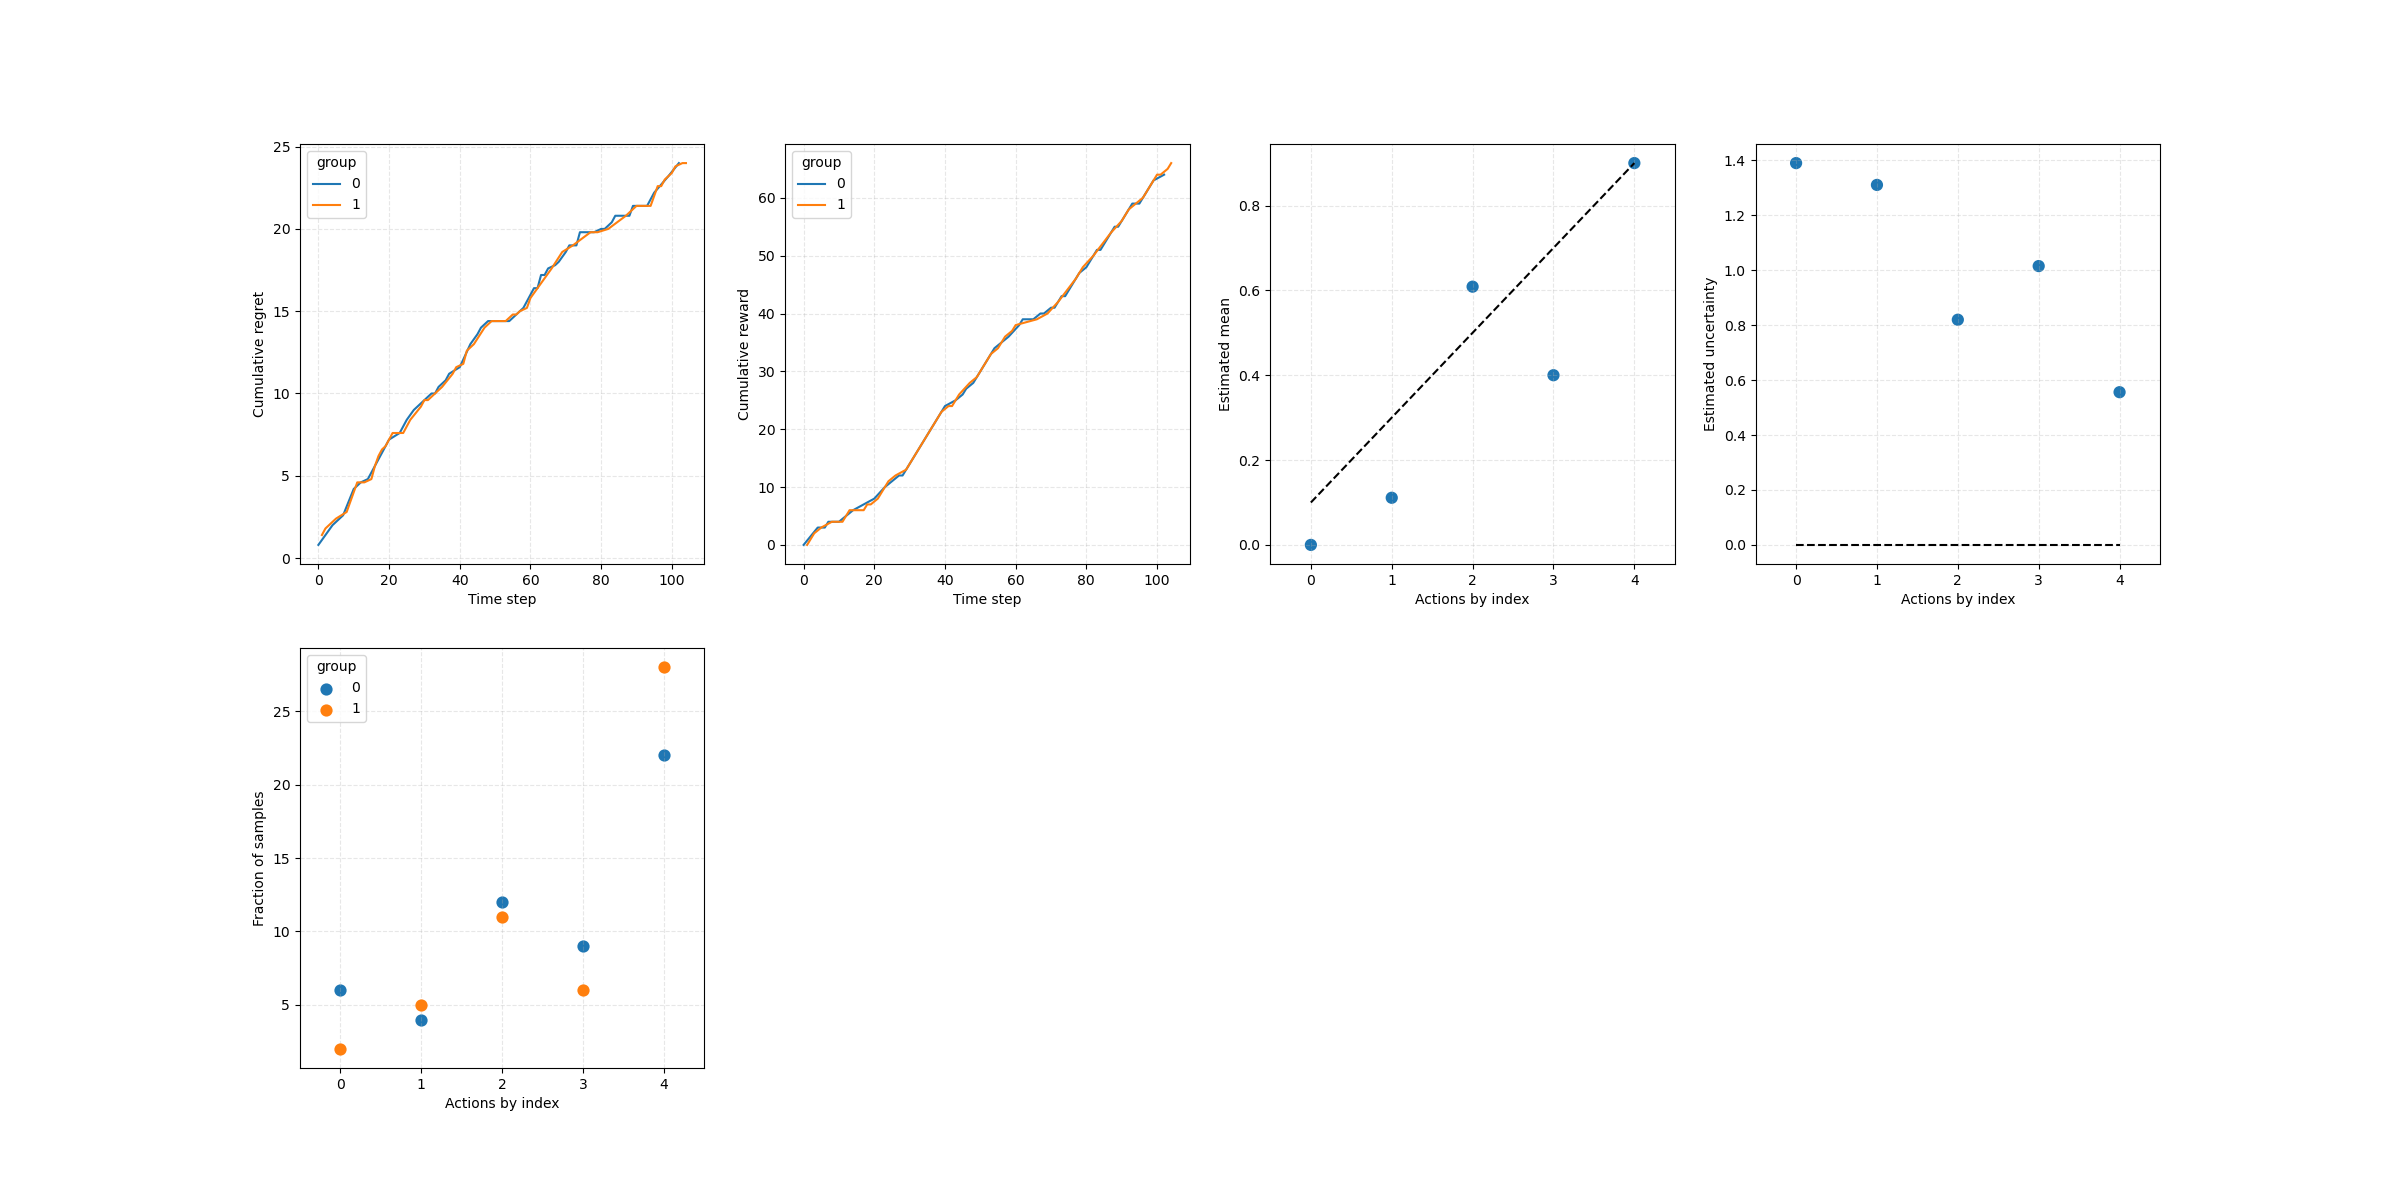 group
0
1
25
20
15
10
5
0
Cumulative regret
0 20 40 60 80 100
Time step
group
0
1
60
50
40
30
20
10
0
Cumulative reward
0 20 40 60 80 100
Time step
0.8
0.6
0.4
0.2
0.0
Estimated mean
0 1 2 3 4
Actions by index
1.4
1.2
1.0
0.8
0.6
0.4
0.2
0.0
Estimated uncertainty
0 1 2 3 4
Actions by index
group
0
1
25
20
15
10
5
Fraction of samples
0 1 2 3 4
Actions by index